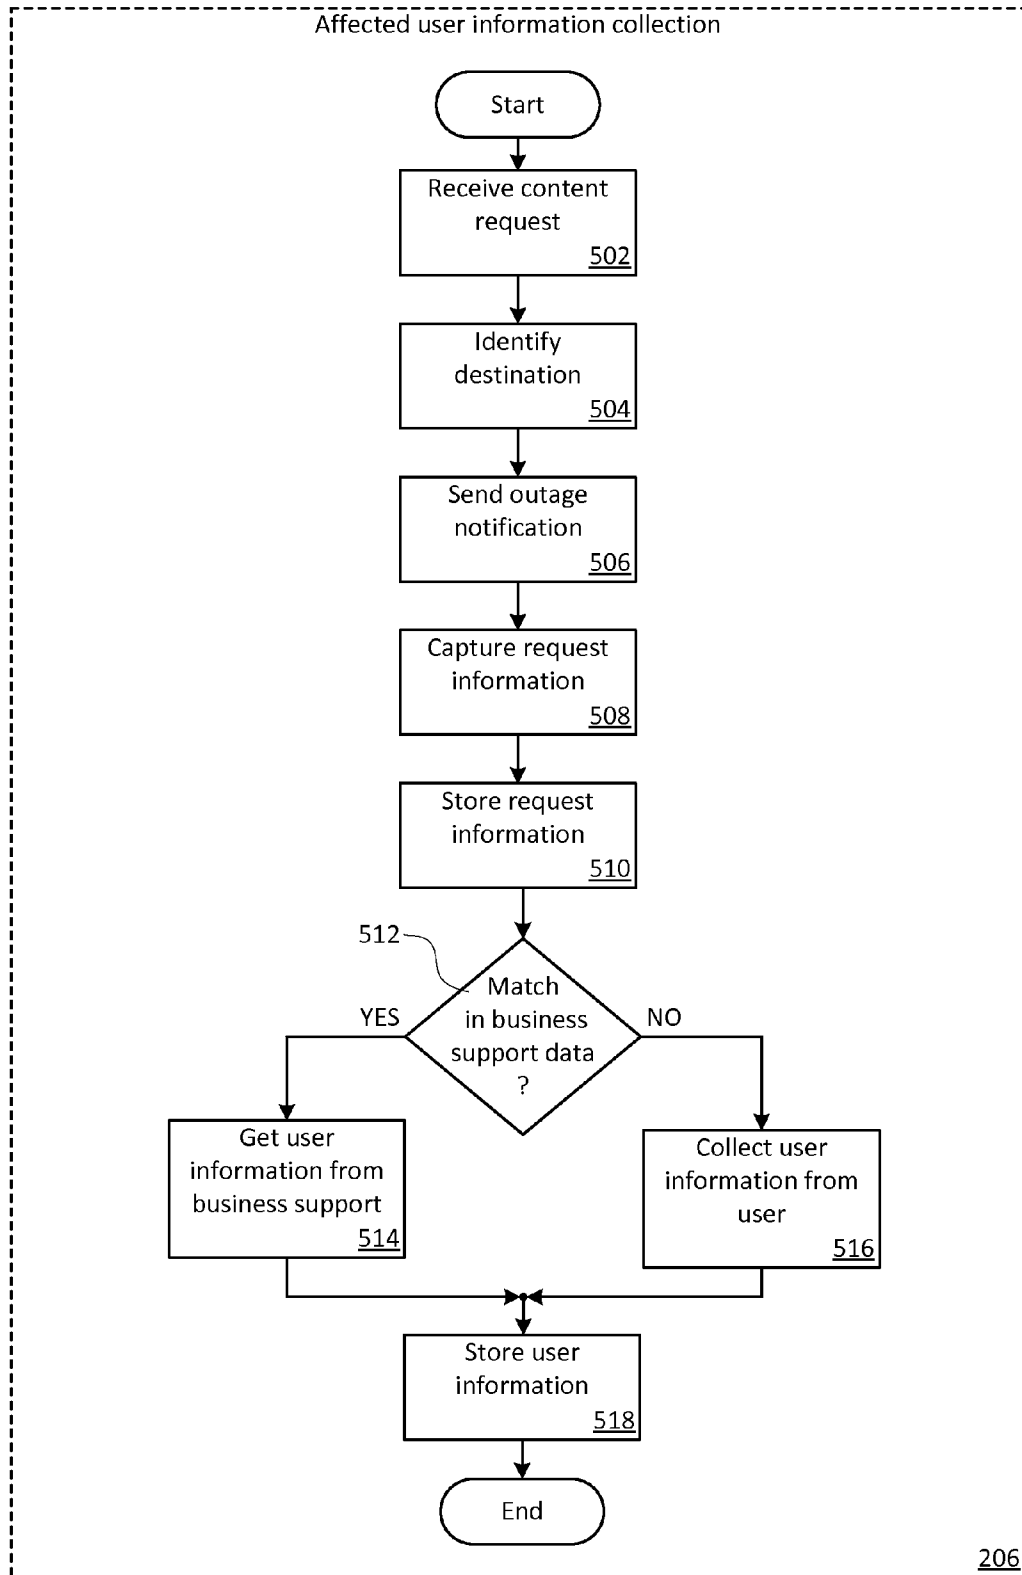 Affected user information collection
Start
Receive content
request
502
Identify
destination
504
Send outage
notification
506
Capture request
information
508
Store request
information
510
512
Match
in business
support data
?
YES
NO
Get user
information from
business support
514
Collect user
information from
user
516
Store user
information
518
End
206